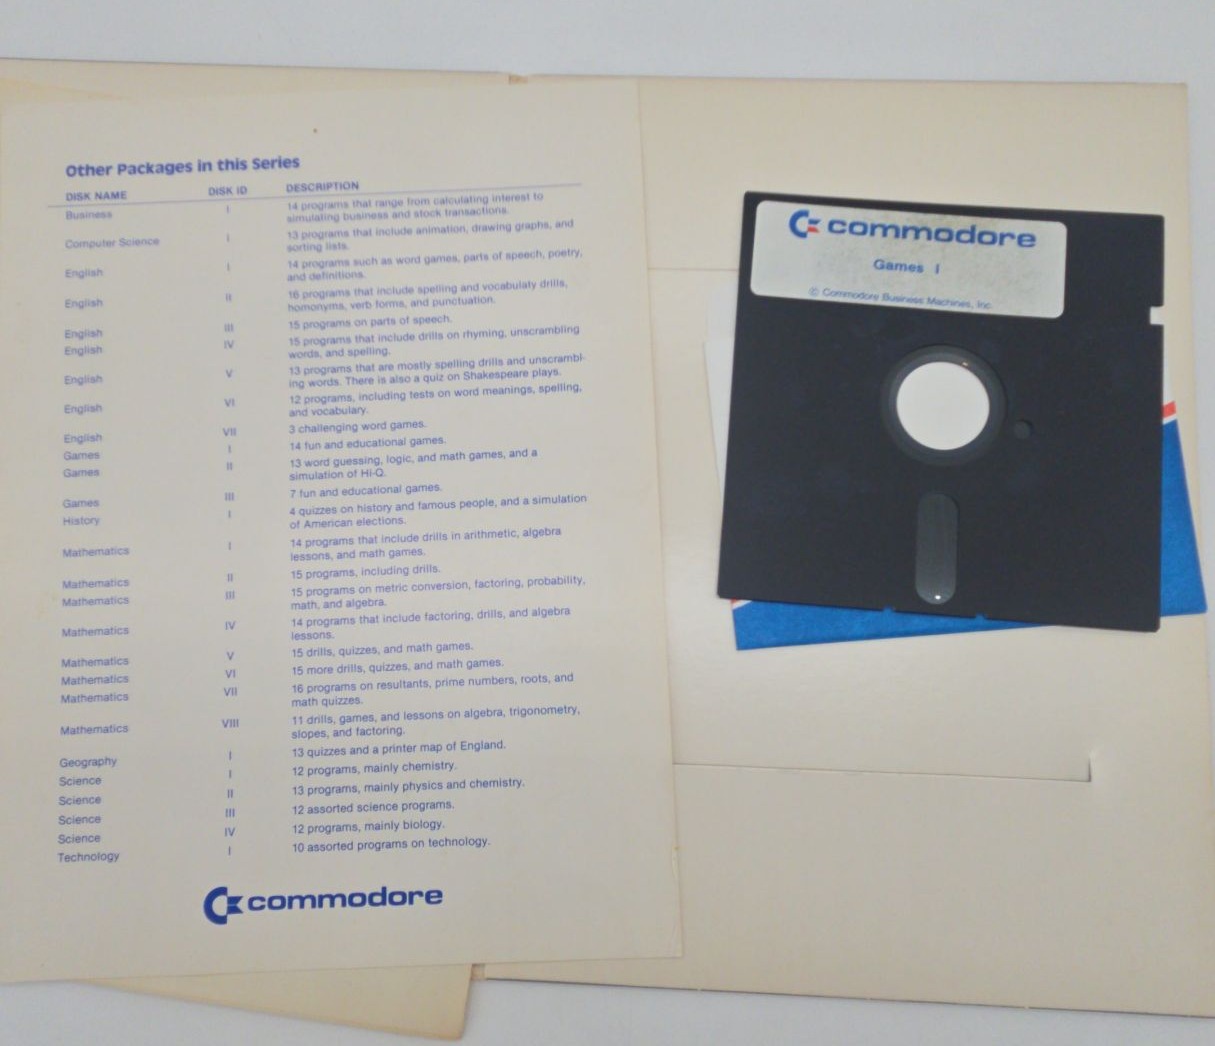 Other Packages in this Series
DISK NAME DISK ID DESCRIPTION
Business I 14 programs that range from calculating interest to
simulating business and stock transactions.
Computer Science I 13 programs that include animation, drawing graphs, and
sorting lists.
English I 14 programs such as word games, parts of speech, poetry,
and definitions.
English II 16 programs that include spelling and vocabulaty drills,
homonyms, verb forms, and punctuation.
English III 15 programs on parts of speech.
English IV 15 programs that include drills on rhyming, unscrambling
words, and spelling.
English V 13 programs that are mostly spelling drills and unscrambl-
ing words. There is also a quiz on Shakespeare plays.
English VI 12 programs, including tests on word meanings, spelling,
and vocabulary.
English VII 3 challenging word games.
Games I 14 fun and educational games.
Games II 13 word guessing, logic, and math games, and a
simulation of Hi-Q.
Games III 7 fun and educational games.
History I 4 quizzes on history and famous people, and a simulation
of American elections.
Mathematics I 14 programs that include drills in arithmetic, algebra
lessons, and math games.
Mathematics II 15 programs, including drills.
Mathematics III 15 programs on metric conversion, factoring, probability,
math, and algebra.
Mathematics IV 14 programs that include factoring, drills, and algebra
lessons.
Mathematics V 15 drills, quizzes, and math games.
Mathematics VI 15 more drills, quizzes, and math games.
Mathematics VII 16 programs on resultants, prime numbers, roots, and
math quizzes.
Mathematics VIII 11 drills, games, and lessons on algebra, trigonometry,
slopes, and factoring.
Geography I 13 quizzes and a printer map of England.
Science I 12 programs, mainly chemistry.
Science II 13 programs, mainly physics and chemistry.
Science III 12 assorted science programs.
Science IV 12 programs, mainly biology.
Technology I 10 assorted programs on technology.
commodore
commodore
Games I
© Commodore Business Machines, Inc.